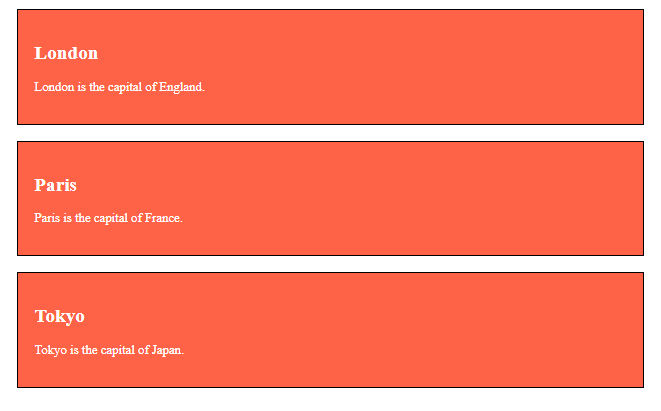 London
London is the capital of England.
Paris
Paris is the capital of France.
Tokyo
Tokyo is the capital of Japan.